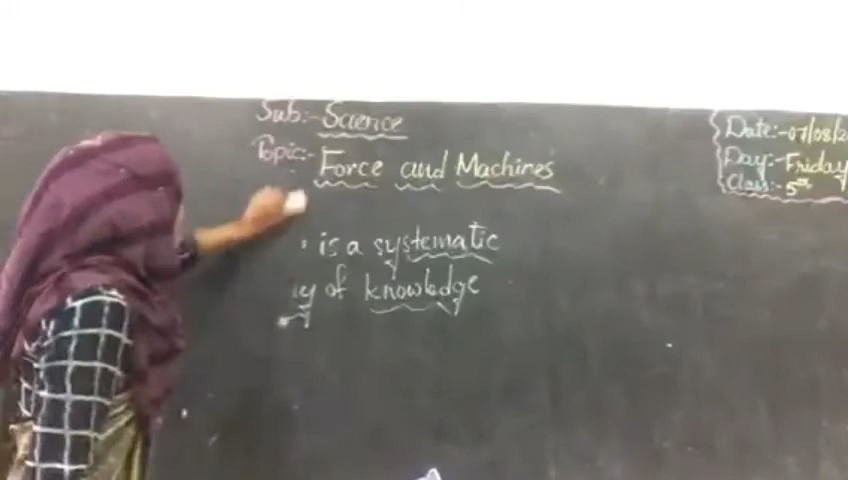 Sub:- Science
Topic:- Force and Machines
is a systematic
of knowledge
Date:-07/08/2
Day:- Friday
Class:- 5th